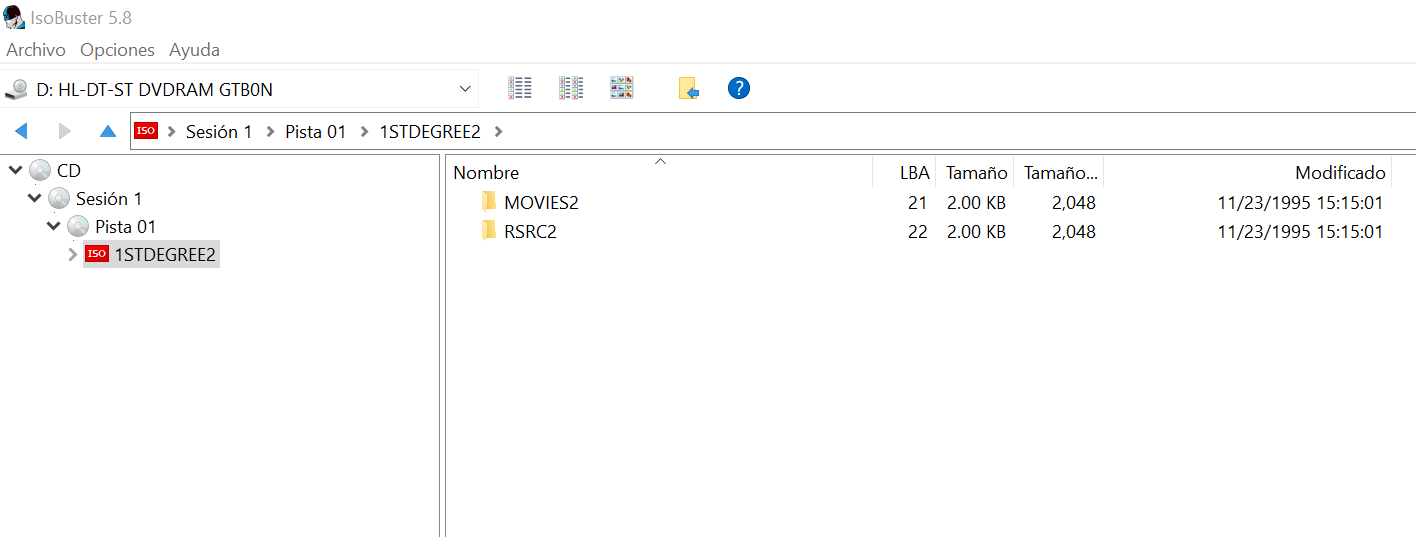 IsoBuster 5.8
Archivo Opciones Ayuda
D: HL-DT-ST DVDRAM GTB0N ?
ISO Sesión 1 Pista 01 1STDEGREE2
CD
Sesión 1
Pista 01
ISO 1STDEGREE2
Nombre LBA Tamaño Tamaño... Modificado
MOVIES2 21 2.00 KB 2,048 11/23/1995 15:15:01
RSRC2 22 2.00 KB 2,048 11/23/1995 15:15:01